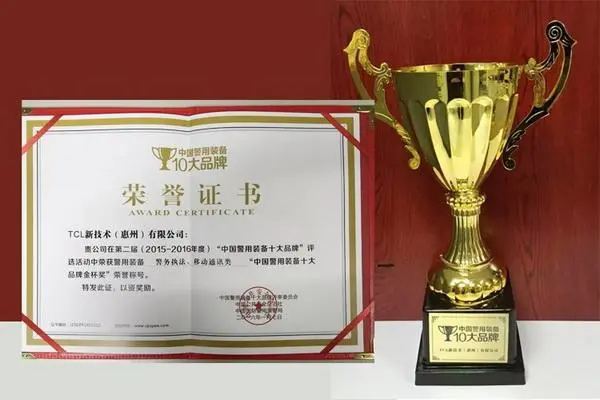 中国警用装备
10大品牌
荣誉证书
AWARD CERTIFICATE
TCL新技术（惠州）有限公司：
贵公司在第二届（2015-2016年度）“中国警用装备十大品牌”评
选活动中荣获警用装备 警务执法、移动通讯类 “中国警用装备十大
品牌金杯奖”荣誉称号。
特发此证，以资奖励。
中国警用装备十大品牌评审委员会
二〇一六年一月七日
中国警用装备
10大品牌
TCL新技术（惠州）有限公司